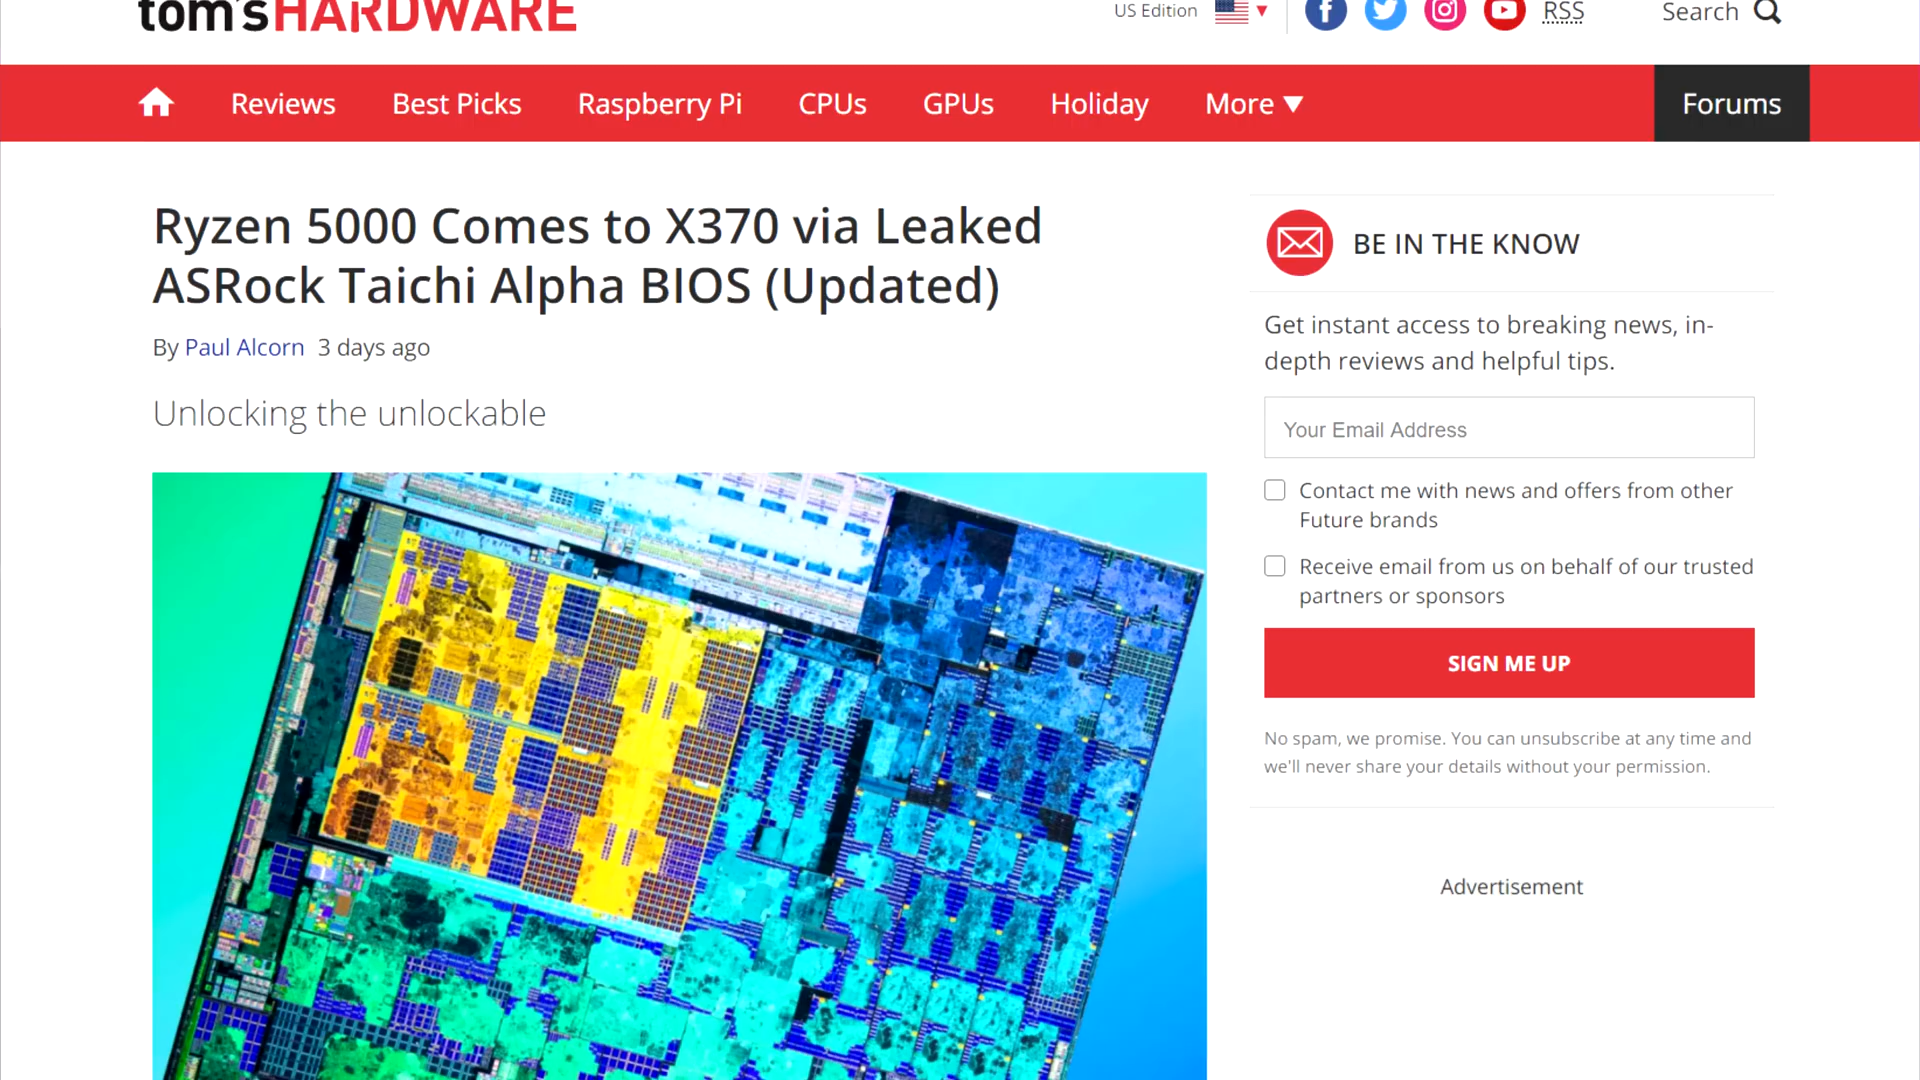 tom'sHARDWARE
US Edition
RSS
Search
Reviews
Best Picks
Raspberry Pi
CPUs
GPUs
Holiday
More
Forums
Ryzen 5000 Comes to X370 via Leaked
ASRock Taichi Alpha BIOS (Updated)
By Paul Alcorn 3 days ago
Unlocking the unlockable
BE IN THE KNOW
Get instant access to breaking news, in-
depth reviews and helpful tips.
Your Email Address
Contact me with news and offers from other
Future brands
Receive email from us on behalf of our trusted
partners or sponsors
SIGN ME UP
No spam, we promise. You can unsubscribe at any time and
we'll never share your details without your permission.
Advertisement